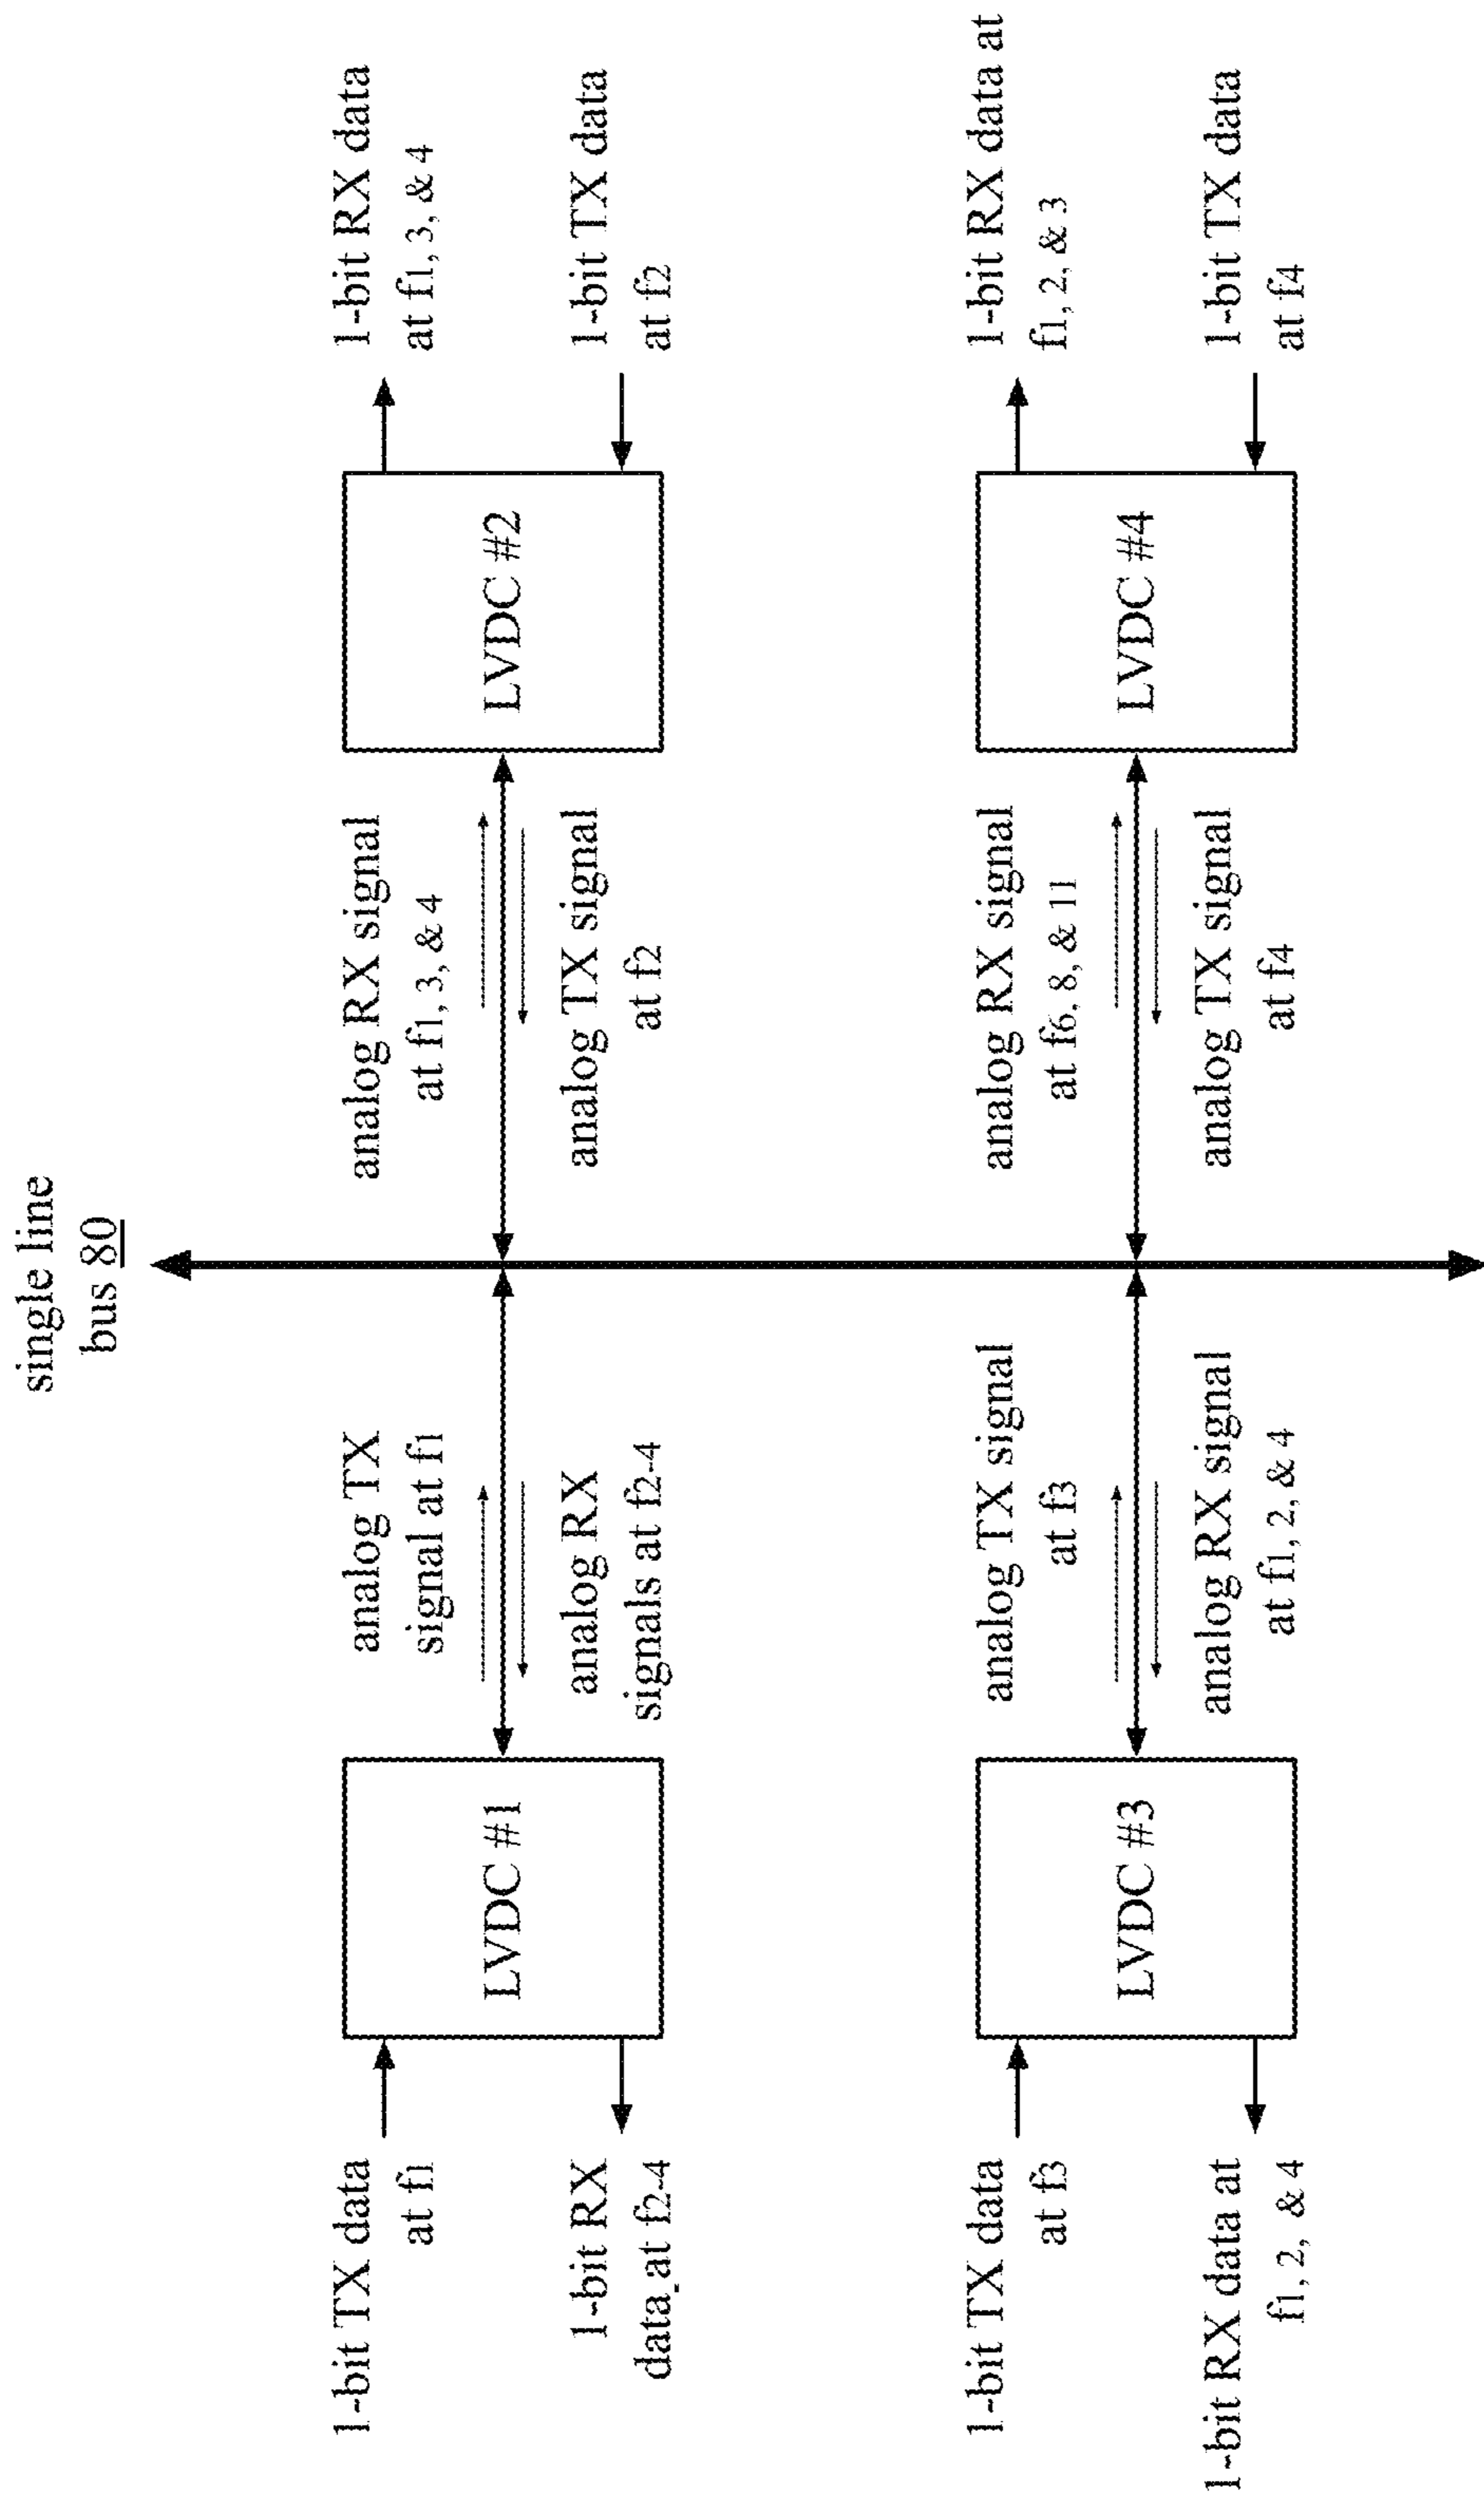 single line
bus 80
1-bit TX data
at f1
1-bit RX
data at f2-4
LVDC #1
analog TX
signal at f1
analog RX
signals at f2-4
analog RX signal
at f1, 3, & 4
analog TX signal
at f2
LVDC #2
1-bit RX data
at f1, 3, & 4
1-bit TX data
at f2
1-bit TX data
at f3
1-bit RX data at
f1, 2, & 4
LVDC #3
analog TX signal
at f3
analog RX signal
at f1, 2, & 4
analog RX signal
at f6, 8, & 11
analog TX signal
at f4
LVDC #4
1-bit RX data at
f1, 2, & 3
1-bit TX data
at f4